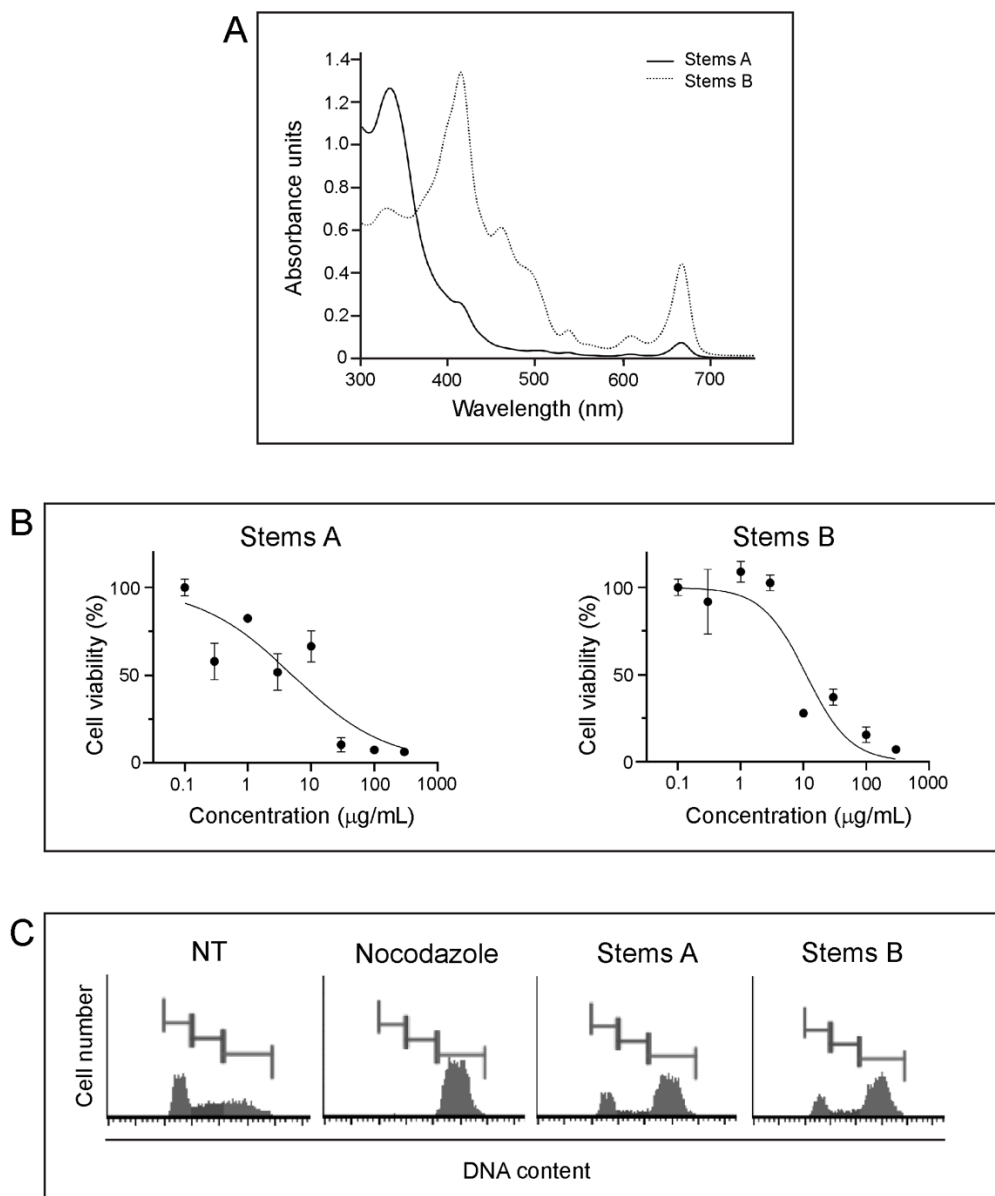 A
Absorbance units
1.4
1.2
1.0
0.8
0.6
0.4
0.2
0
300 400 500 600 700
Wavelength (nm)
Stems A
Stems B
B
Stems A
Cell viability (%)
100
50
0
0.1 1 10 100 1000
Concentration (μg/mL)
Stems B
Cell viability (%)
100
50
0
0.1 1 10 100 1000
Concentration (μg/mL)
C
NT Nocodazole Stems A Stems B
Cell number
DNA content